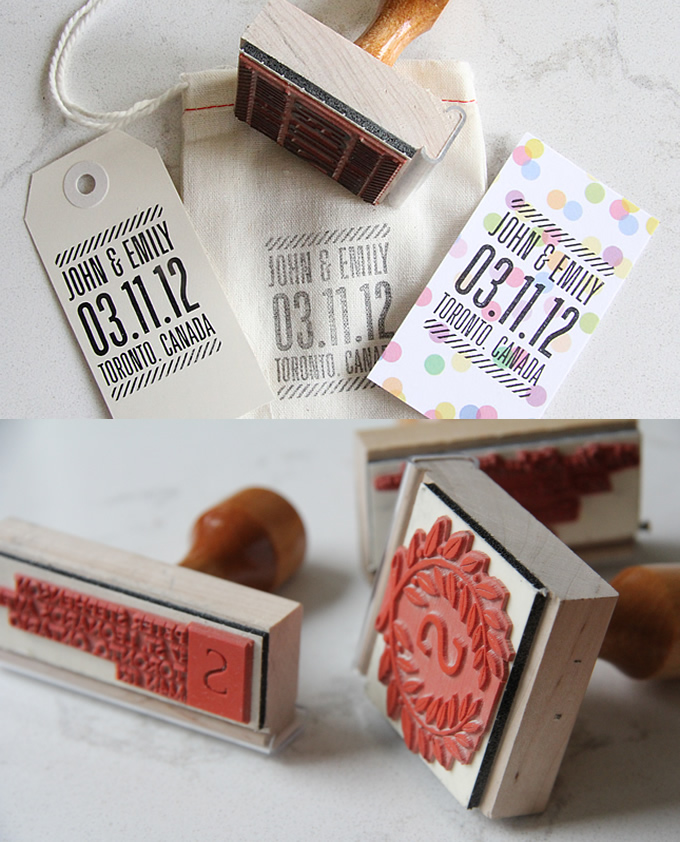 JOHN & EMILY
03.11.12
TORONTO. CANADA
JOHN & EMILY
03.11.12
TORONTO. CANADA
JOHN & EMILY
03.11.12
TORONTO. CANADA
S
S